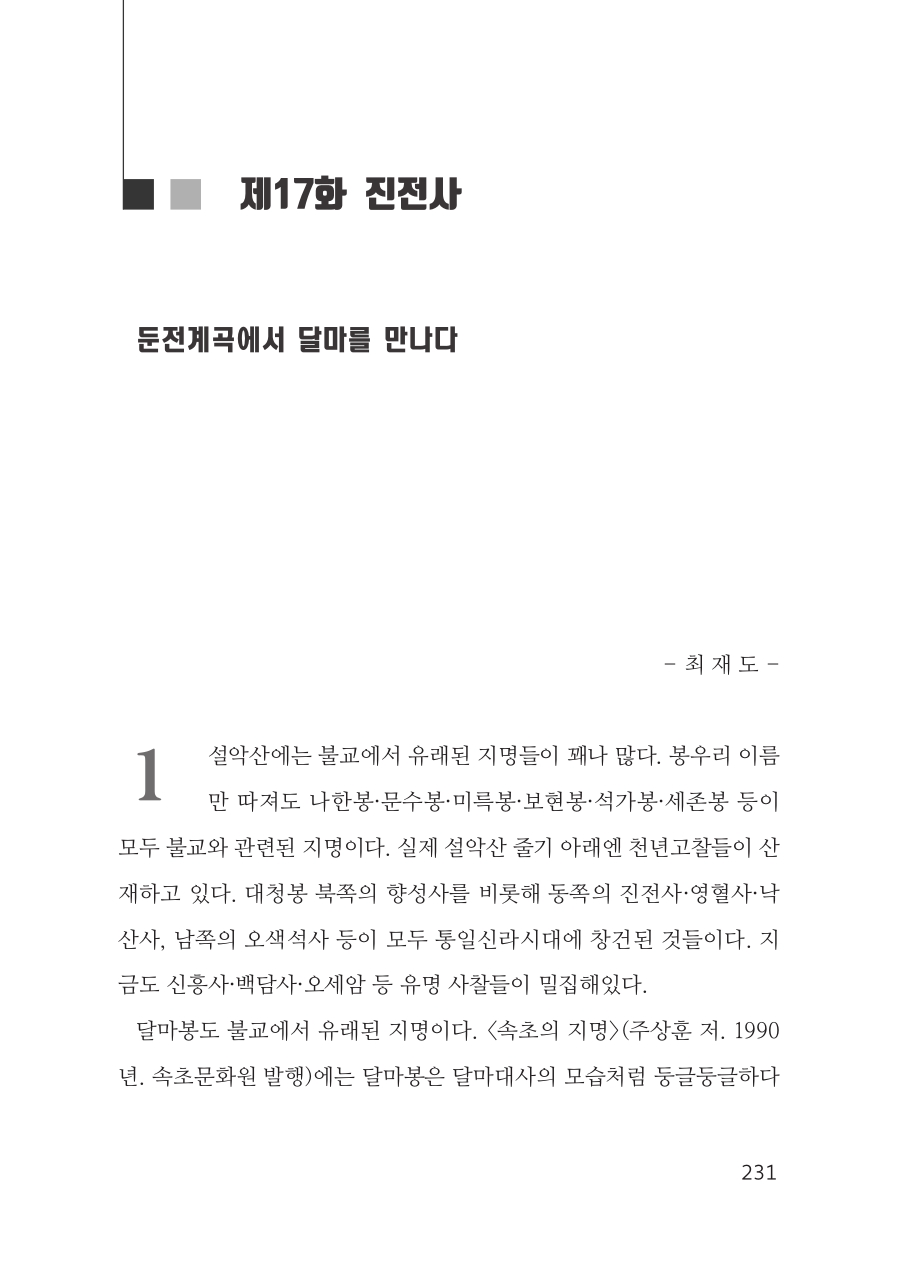 제17화 진전사
둔전계곡에서 달마를 만나다
- 최 재 도 -
1
설악산에는 불교에서 유래된 지명들이 꽤나 많다. 봉우리 이름
만 따져도 나한봉·문수봉·미륵봉·보현봉·석가봉·세존봉 등이
모두 불교와 관련된 지명이다. 실제 설악산 줄기 아래엔 천년고찰들이 산
재하고 있다. 대청봉 북쪽의 향성사를 비롯해 동쪽의 진전사·영혈사·낙
산사, 남쪽의 오색석사 등이 모두 통일신라시대에 창건된 것들이다. 지
금도 신흥사·백담사·오세암 등 유명 사찰들이 밀집해있다.
달마봉도 불교에서 유래된 지명이다. <속초의 지명>(주상훈 저. 1990
년. 속초문화원 발행)에는 달마봉은 달마대사의 모습처럼 둥글둥글하다
231